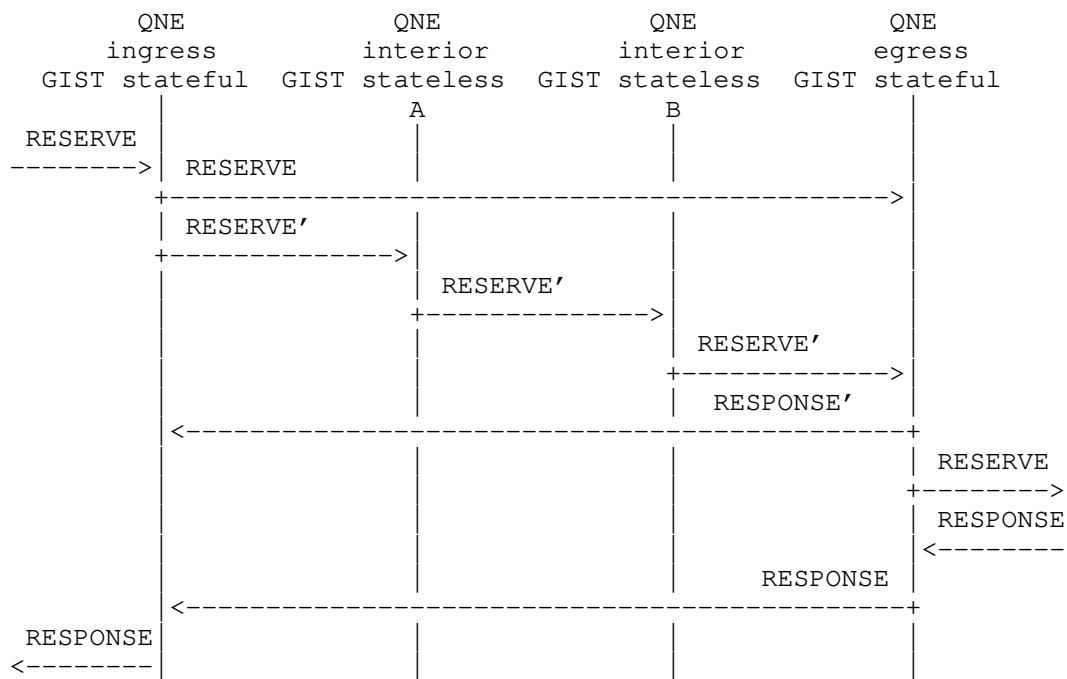 QNE QNE QNE QNE
ingress interior interior egress
GIST stateful GIST stateless GIST stateless GIST stateful
A B
RESERVE
RESERVE
RESERVE'
RESERVE'
RESERVE'
RESPONSE'
RESERVE
RESPONSE
RESPONSE
RESPONSE